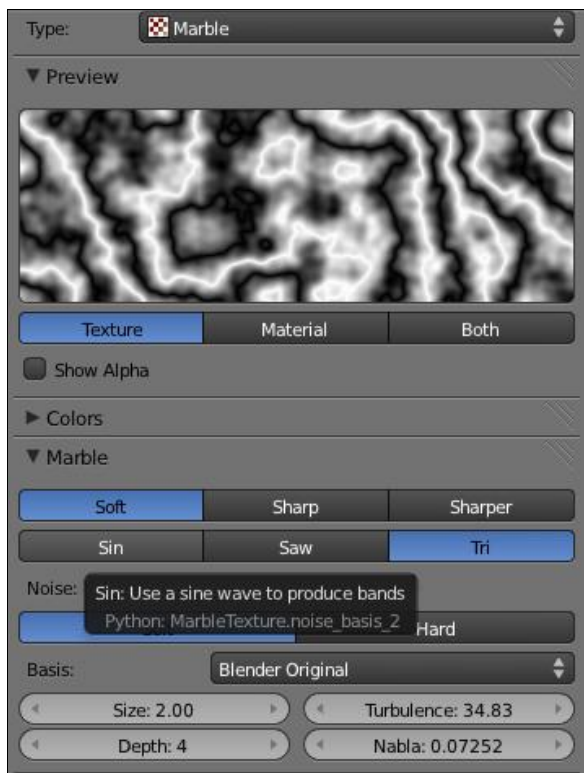 Type: Marble
Preview
Texture Material Both
Show Alpha
Colors
Marble
Soft Sharp Sharper
Sin Saw Tri
Noise:
Sin: Use a sine wave to produce bands
Python: MarbleTexture.noise_basis_2
Hard
Basis: Blender Original
Size: 2.00 Turbulence: 34.83
Depth: 4 Nabla: 0.07252